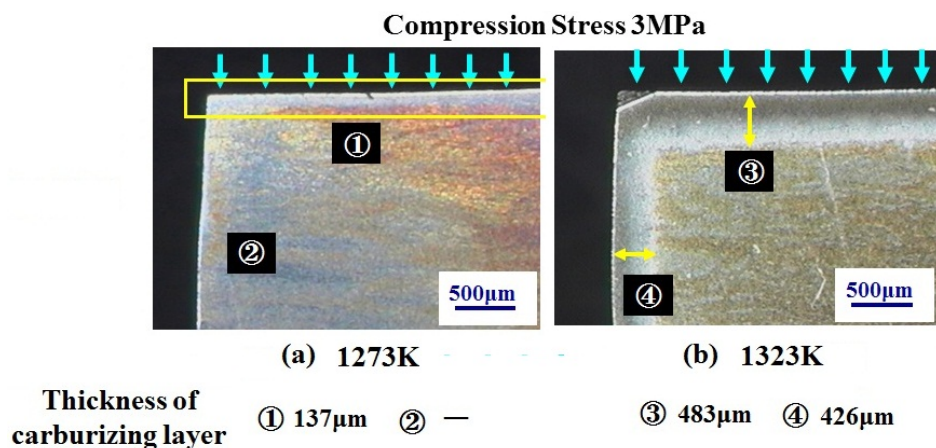 Compression Stress 3MPa
①
②
500μm
③
④
500μm
(a) 1273K
(b) 1323K
Thickness of
carburizing layer
① 137μm ② —
③ 483μm ④ 426μm